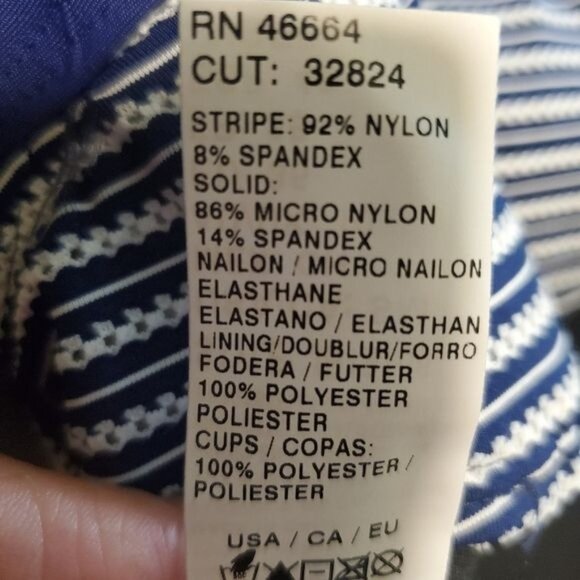 RN 46664
CUT: 32824
STRIPE: 92% NYLON
8% SPANDEX
SOLID:
86% MICRO NYLON
14% SPANDEX
NAILON / MICRO NAILON
ELASTHANE
ELASTANO / ELASTHAN
LINING/DOUBLUR/FORRO
FODERA / FUTTER
100% POLYESTER
POLIESTER
CUPS / COPAS:
100% POLYESTER /
POLIESTER
USA / CA / EU